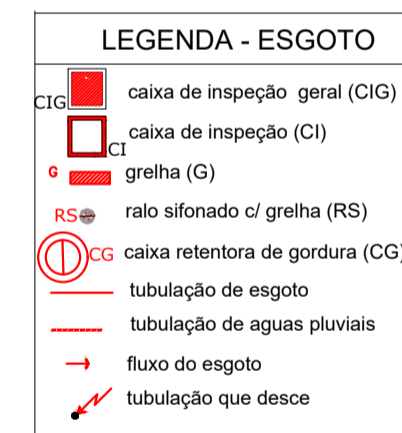 LEGENDA - ESGOTO
CIG caixa de inspeção geral (CIG)
CI caixa de inspeção (CI)
G grelha (G)
RS ralo sifonado c/ grelha (RS)
CG caixa retentora de gordura (CG)
tubulação de esgoto
tubulação de aguas pluviais
fluxo do esgoto
tubulação que desce